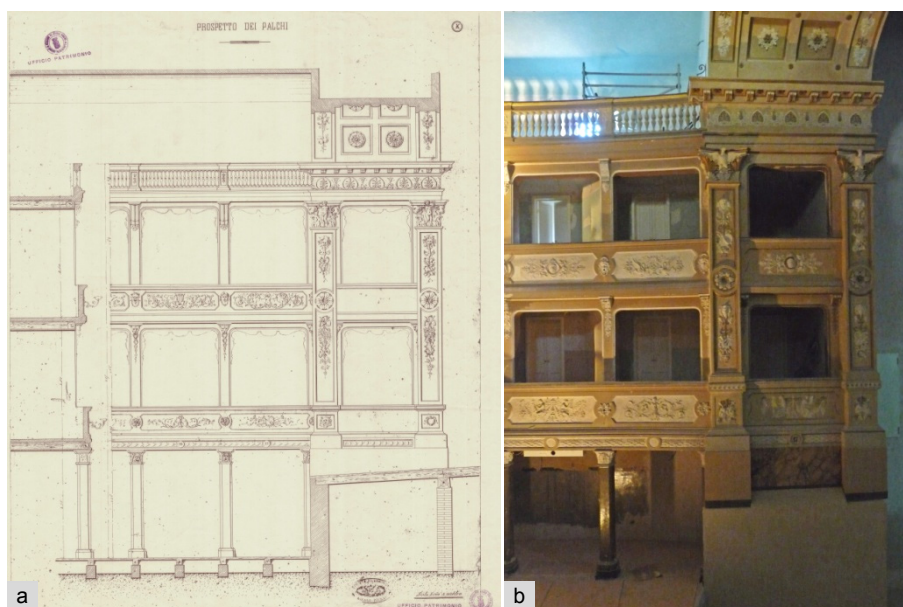 PROSPETTO DEI PALCHI
K
UFFICIO PATRIMONIO
UFFICIO PATRIMONIO
a
b